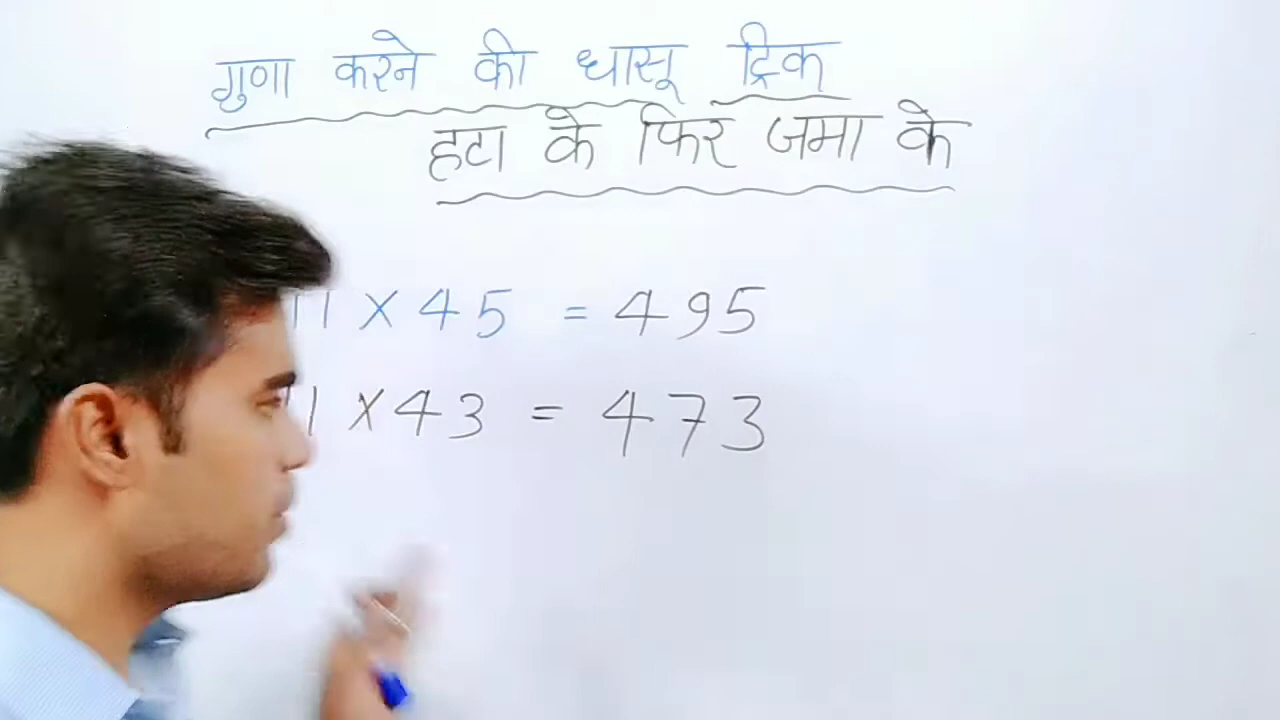 गुणा करने की धासू ट्रिक
हटा के फिर जमा के
11 × 45 = 495
11 × 43 = 473